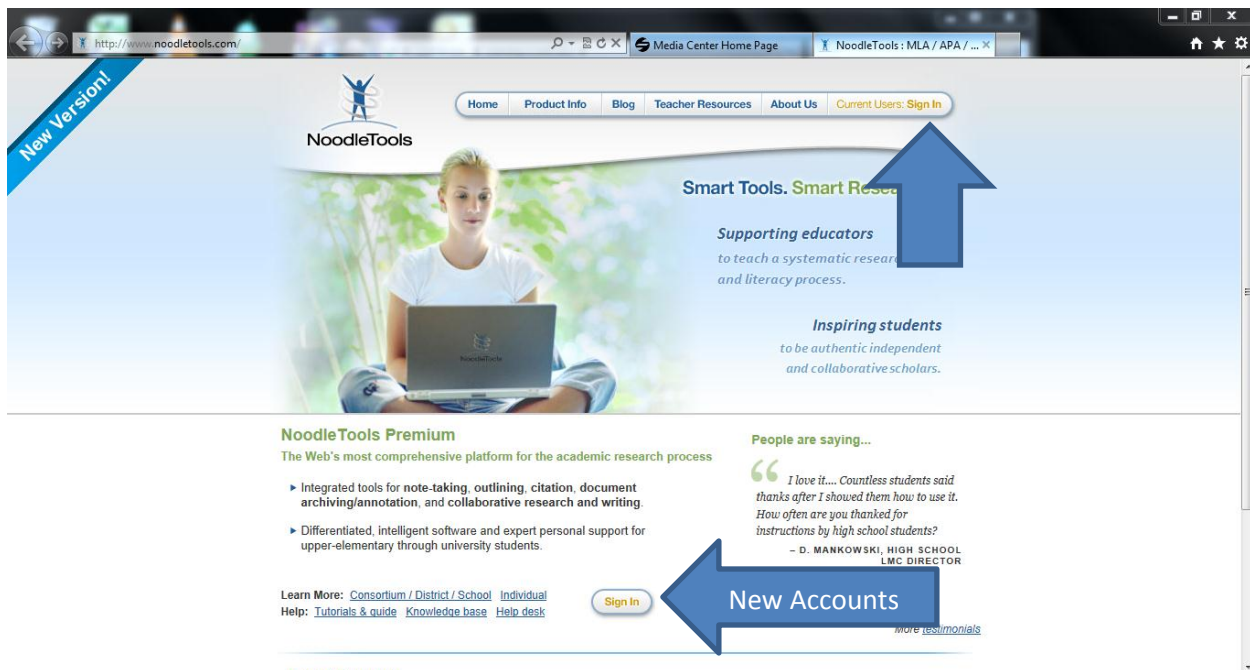 http://www.noodletools.com/
Media Center Home Page
NoodleTools : MLA / APA / ...
New Version!
NoodleTools
Home Product Info Blog Teacher Resources About Us Current Users: Sign In
Smart Tools. Smart
Supporting educators
to teach a systematic
and literacy process.
Inspiring students
to be authentic independent
and collaborative scholars.
NoodleTools
NoodleTools Premium
The Web's most comprehensive platform for the academic research process
Integrated tools for note-taking, outlining, citation, document
archiving/annotation, and collaborative research and writing.
Differentiated, intelligent software and expert personal support for
upper-elementary through university students.
Learn More: Consortium / District / School Individual
Help: Tutorials & guide Knowledge base Help desk
Sign In
New Accounts
People are saying...
I love it.... Countless students said
thanks after I showed them how to use it.
How often are you thanked for
instructions by high school students?
– D. MANKOWSKI, HIGH SCHOOL
LMC DIRECTOR
More testimonials